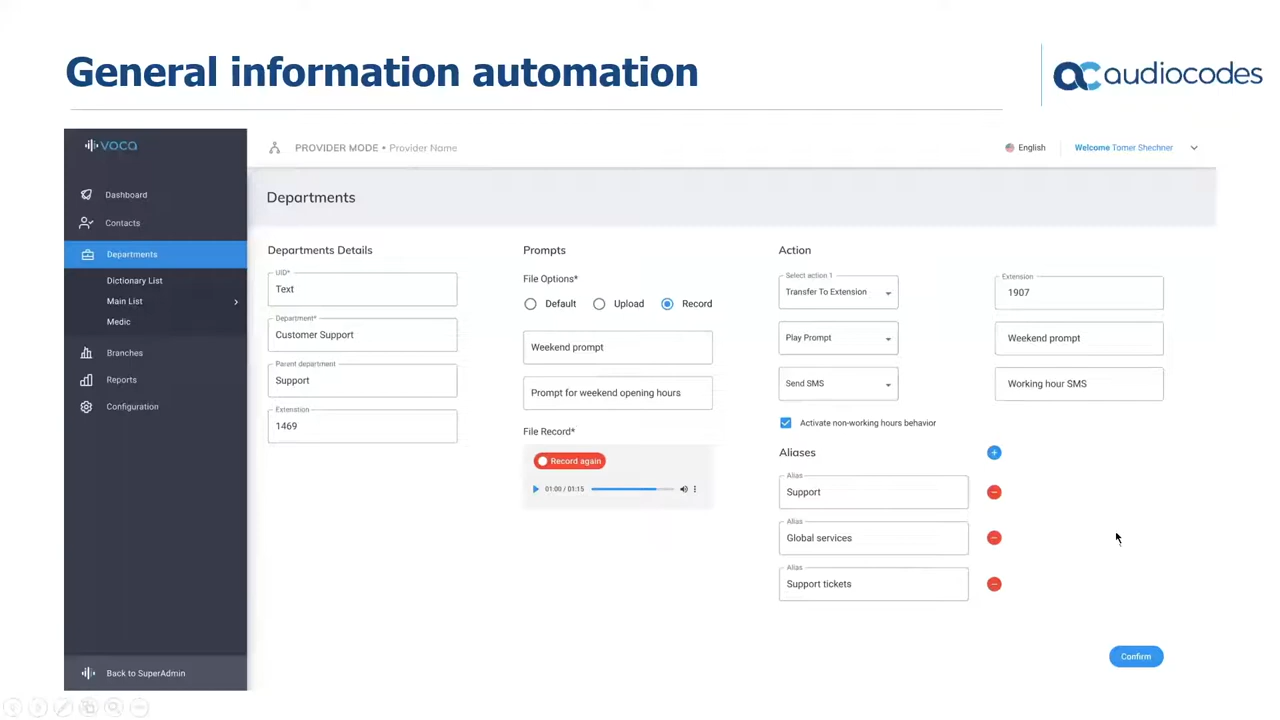 General information automation
audiocodes
voca
PROVIDER MODE • Provider Name
English
Welcome Tomer Shechner
Dashboard
Contacts
Departments
Dictionary List
Main List
Medic
Branches
Reports
Configuration
Back to SuperAdmin
Departments
Departments Details
UID*
Text
Department*
Customer Support
Parent department
Support
Extenstion
1469
Prompts
File Options*
Default
Upload
Record
Weekend prompt
Prompt for weekend opening hours
File Record*
Record again
01:00 / 01:15
Action
Select action 1
Transfer To Extension
Extension
1907
Play Prompt
Weekend prompt
Send SMS
Working hour SMS
Activate non-working hours behavior
Aliases
Alias
Support
Alias
Global services
Alias
Support tickets
Confirm